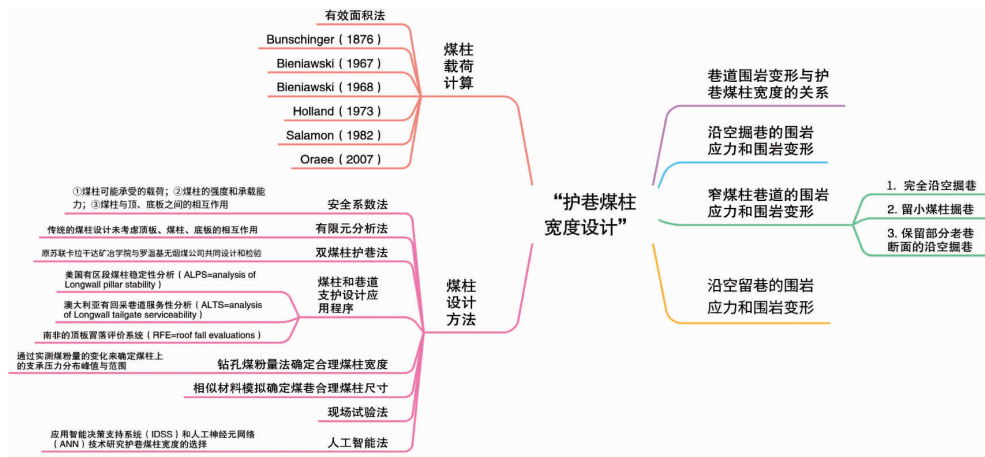 “护巷煤柱
宽度设计”
煤柱
载荷
计算
有效面积法
Bunschinger（1876）
Bieniawski（1967）
Bieniawski（1968）
Holland（1973）
Salamon（1982）
Oraee（2007）
煤柱
设计
方法
安全系数法
①煤柱可能承受的载荷；②煤柱的强度和承载能
力；③煤柱与顶、底板之间的相互作用
有限元分析法
传统的煤柱设计未考虑顶板、煤柱、底板的相互作用
双煤柱护巷法
原苏联卡拉干达矿冶学院与罗温基无烟煤公司共同设计和检验
煤柱和巷道
支护设计应
用程序
美国有区段煤柱稳定性分析（ALPS=analysis of
Longwall pillar stability)
澳大利亚有回采巷道服务性分析（ALTS=analysis
of Longwall tailgate serviceability）
南非的顶板冒落评价系统（RFE=roof fall evaluations）
钻孔煤粉量法确定合理煤柱宽度
通过实测煤粉量的变化来确定煤柱上
的支承压力分布峰值与范围
相似材料模拟确定煤巷合理煤柱尺寸
现场试验法
人工智能法
应用智能决策支持系统（IDSS）和人工神经元网络
（ANN）技术研究护巷煤柱宽度的选择
巷道围岩变形与护
巷煤柱宽度的关系
沿空掘巷的围岩
应力和围岩变形
窄煤柱巷道的围岩
应力和围岩变形
1. 完全沿空掘巷
2. 留小煤柱掘巷
3. 保留部分老巷
断面的沿空掘巷
沿空留巷的围岩
应力和围岩变形